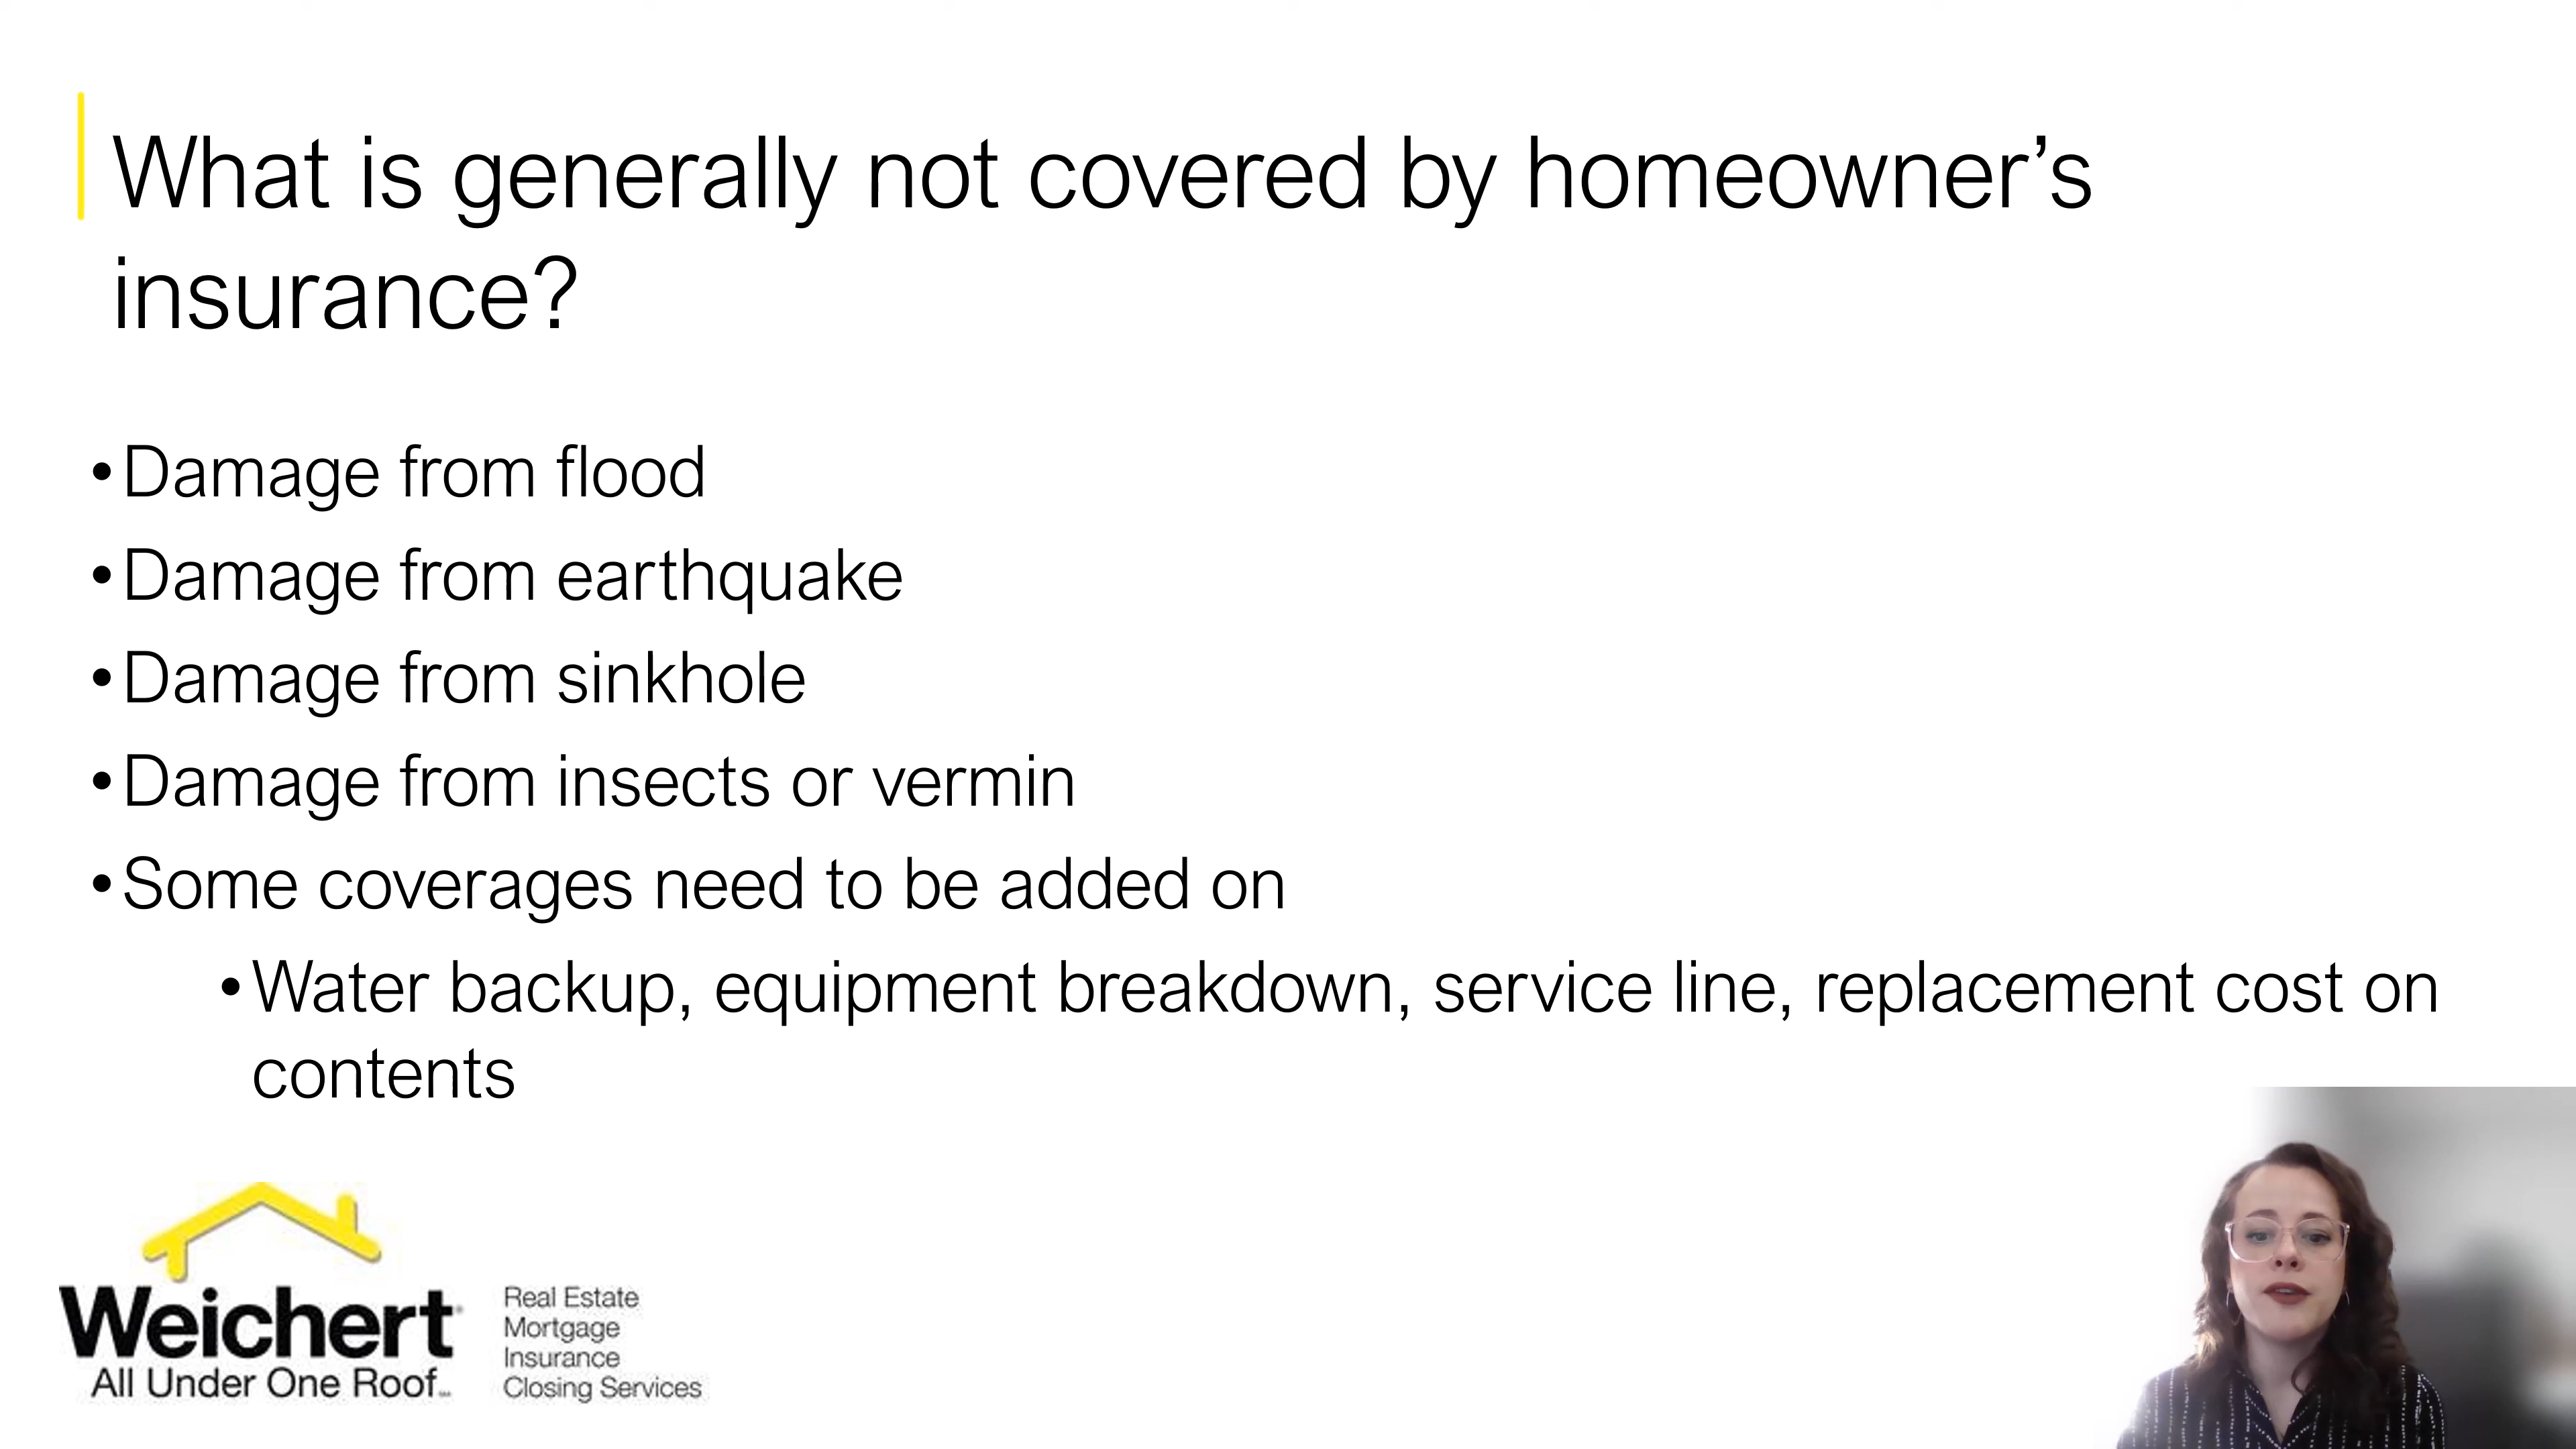 What is generally not covered by homeowner’s
insurance?
•Damage from flood
•Damage from earthquake
•Damage from sinkhole
•Damage from insects or vermin
•Some coverages need to be added on
•Water backup, equipment breakdown, service line, replacement cost on
contents
Weichert
All Under One Roof
Real Estate
Mortgage
Insurance
Closing Services